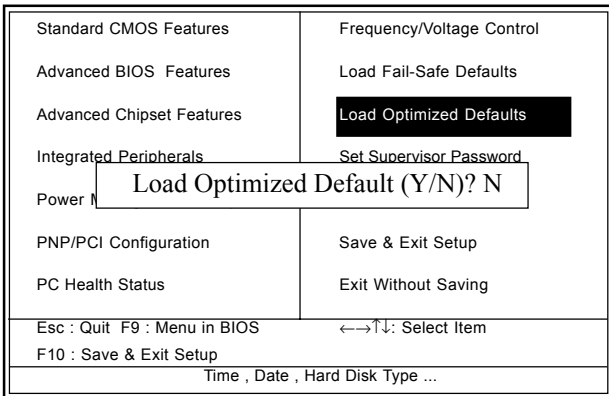 Standard CMOS Features
Frequency/Voltage Control
Advanced BIOS Features
Load Fail-Safe Defaults
Advanced Chipset Features
Load Optimized Defaults
Integrated Peripherals
Set Supervisor Password
Power
Load Optimized Default (Y/N)? N
PNP/PCI Configuration
Save & Exit Setup
PC Health Status
Exit Without Saving
Esc : Quit F9 : Menu in BIOS
←→↑↓: Select Item
F10 : Save & Exit Setup
Time , Date , Hard Disk Type ...